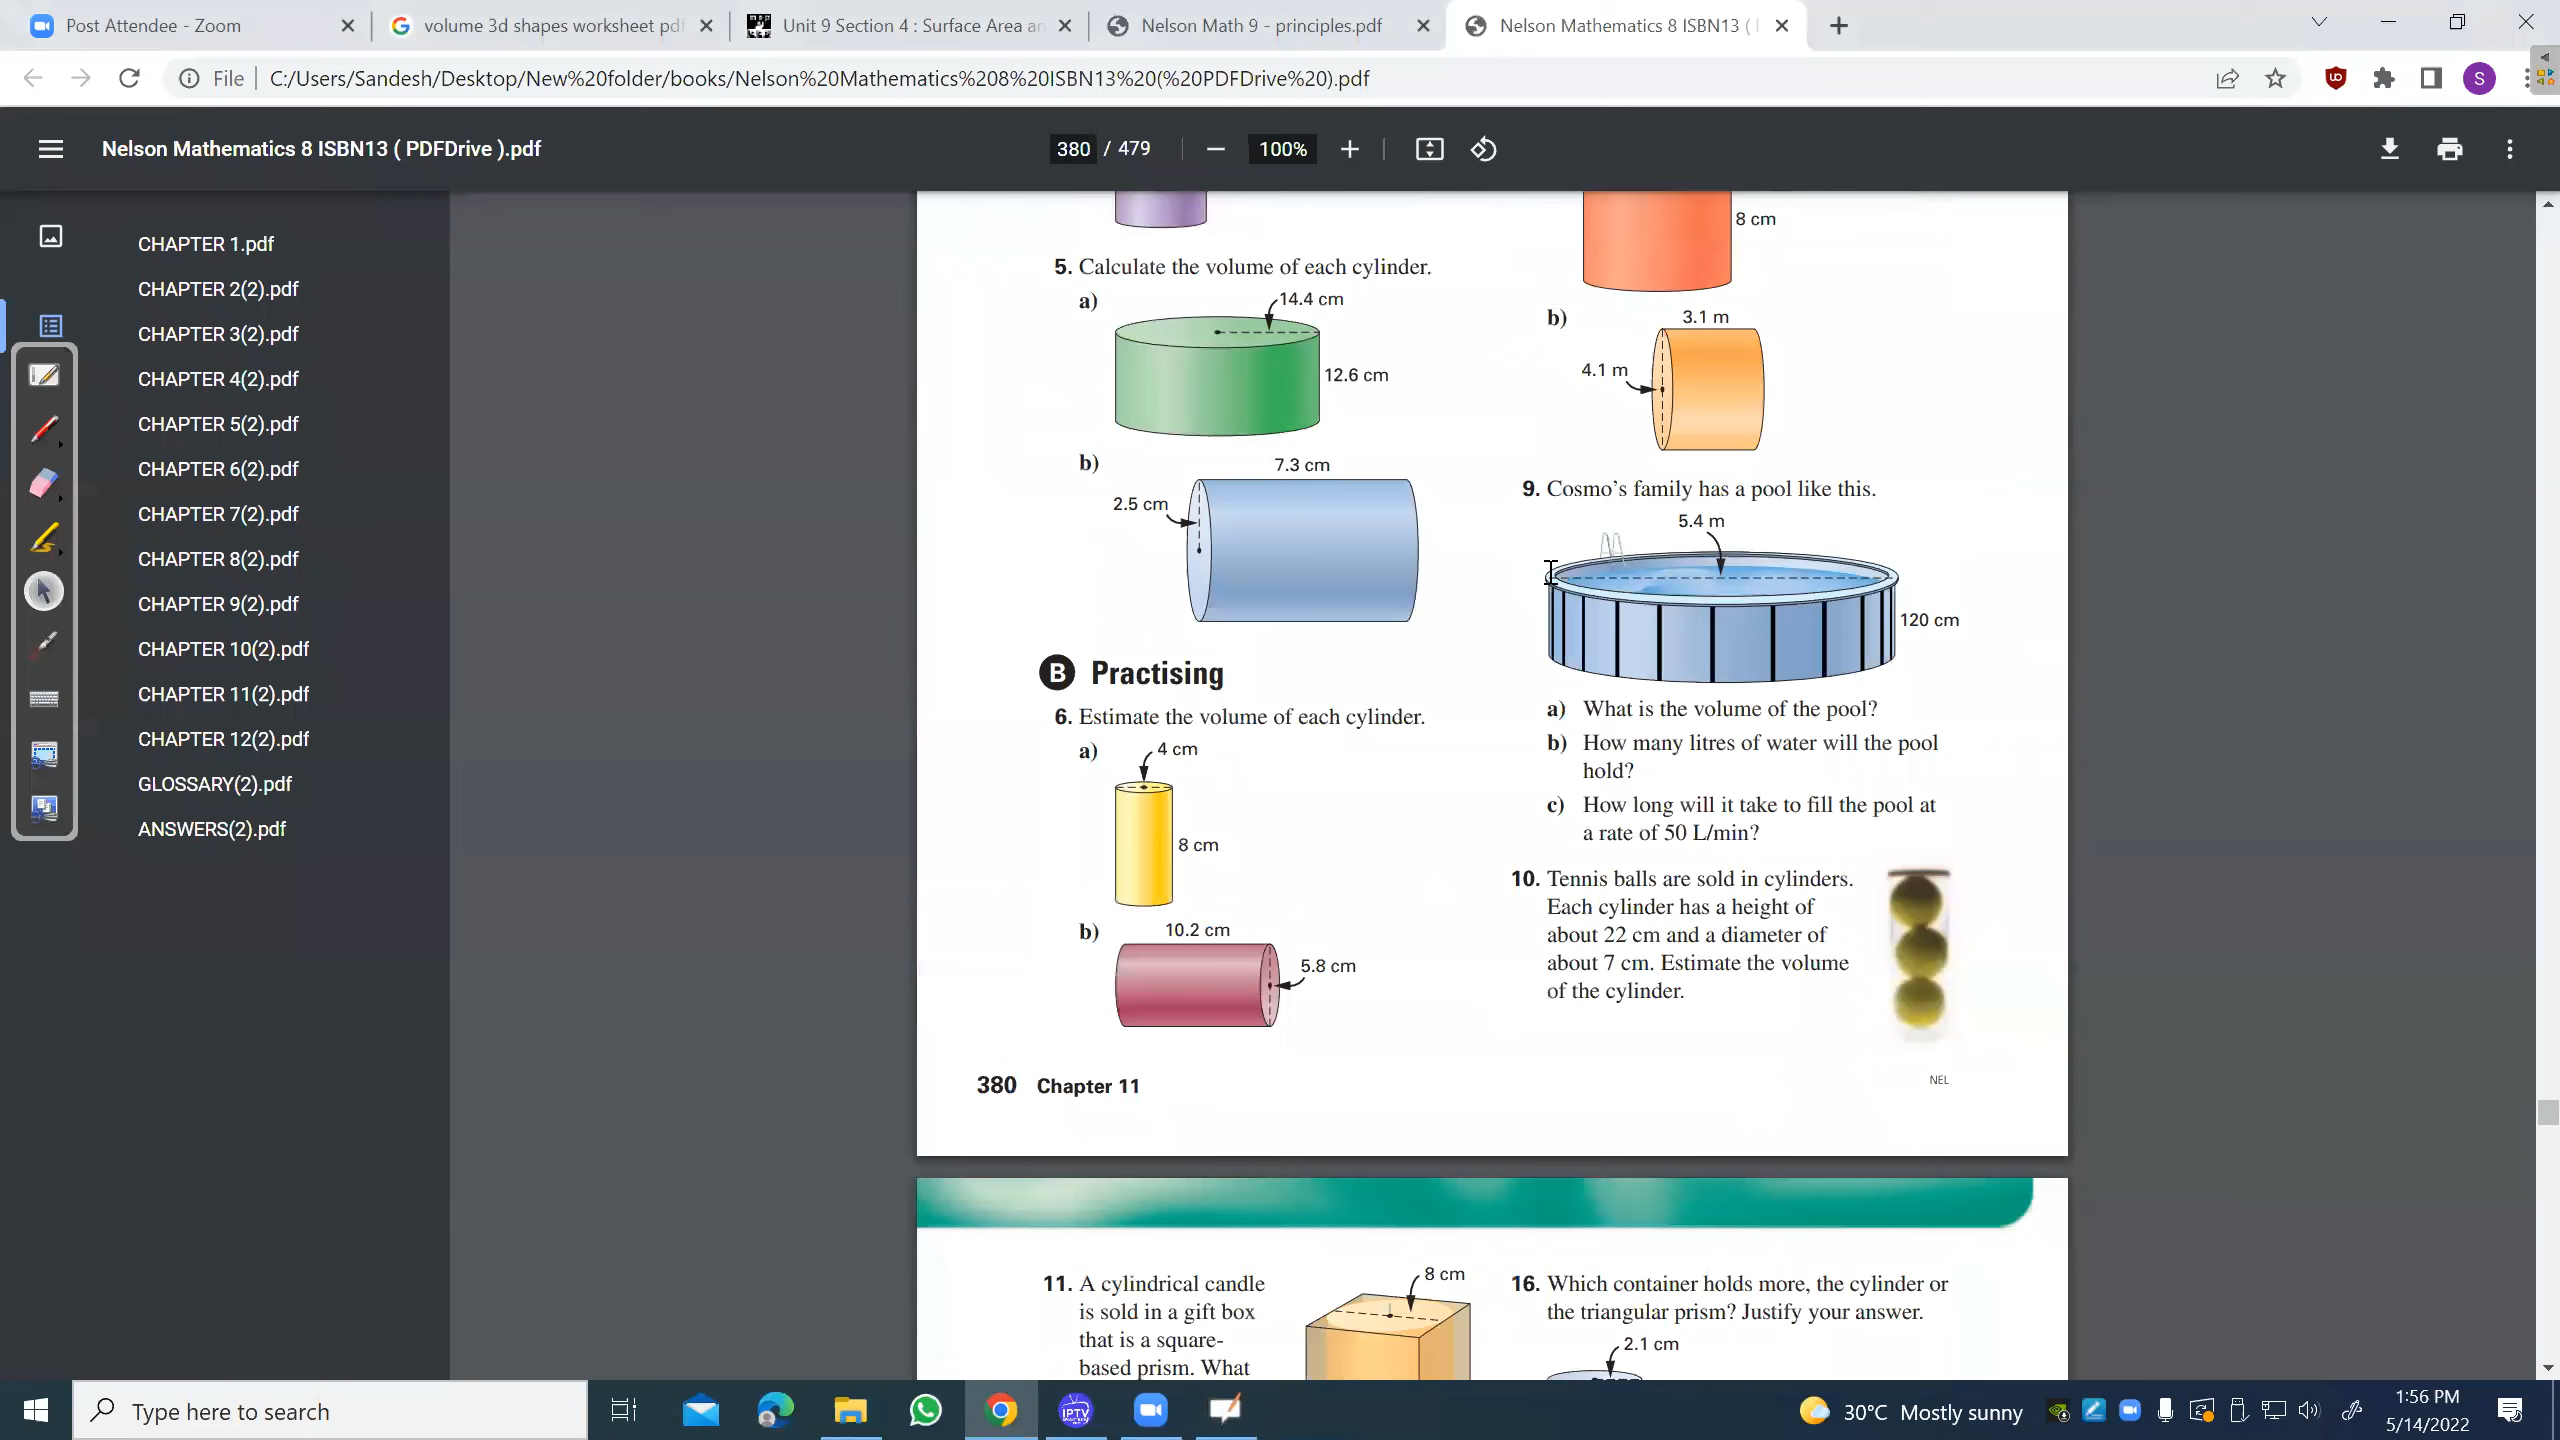 Post Attendee - Zoom
volume 3d shapes worksheet pdf
Unit 9 Section 4 : Surface Area an
Nelson Math 9 - principles.pdf
Nelson Mathematics 8 ISBN13 (
File
C:/Users/Sandesh/Desktop/New%20folder/books/Nelson%20Mathematics%208%20ISBN13%20(%20PDFDrive%20).pdf
S
Nelson Mathematics 8 ISBN13 ( PDFDrive ).pdf
380 / 479
100%
CHAPTER 1.pdf
CHAPTER 2(2).pdf
CHAPTER 3(2).pdf
CHAPTER 4(2).pdf
CHAPTER 5(2).pdf
CHAPTER 6(2).pdf
CHAPTER 7(2).pdf
CHAPTER 8(2).pdf
CHAPTER 9(2).pdf
CHAPTER 10(2).pdf
CHAPTER 11(2).pdf
CHAPTER 12(2).pdf
GLOSSARY(2).pdf
ANSWERS(2).pdf
5. Calculate the volume of each cylinder.
a)
14.4 cm
12.6 cm
b)
7.3 cm
2.5 cm
B Practising
6. Estimate the volume of each cylinder.
a)
4 cm
8 cm
b)
10.2 cm
5.8 cm
8 cm
b)
3.1 m
4.1 m
9. Cosmo's family has a pool like this.
5.4 m
120 cm
a) What is the volume of the pool?
b) How many litres of water will the pool
hold?
c) How long will it take to fill the pool at
a rate of 50 L/min?
10. Tennis balls are sold in cylinders.
Each cylinder has a height of
about 22 cm and a diameter of
about 7 cm. Estimate the volume
of the cylinder.
380 Chapter 11
NEL
11. A cylindrical candle
is sold in a gift box
that is a square-
based prism. What
8 cm
16. Which container holds more, the cylinder or
the triangular prism? Justify your answer.
2.1 cm
Type here to search
IPTV
30°C Mostly sunny
1:56 PM
5/14/2022